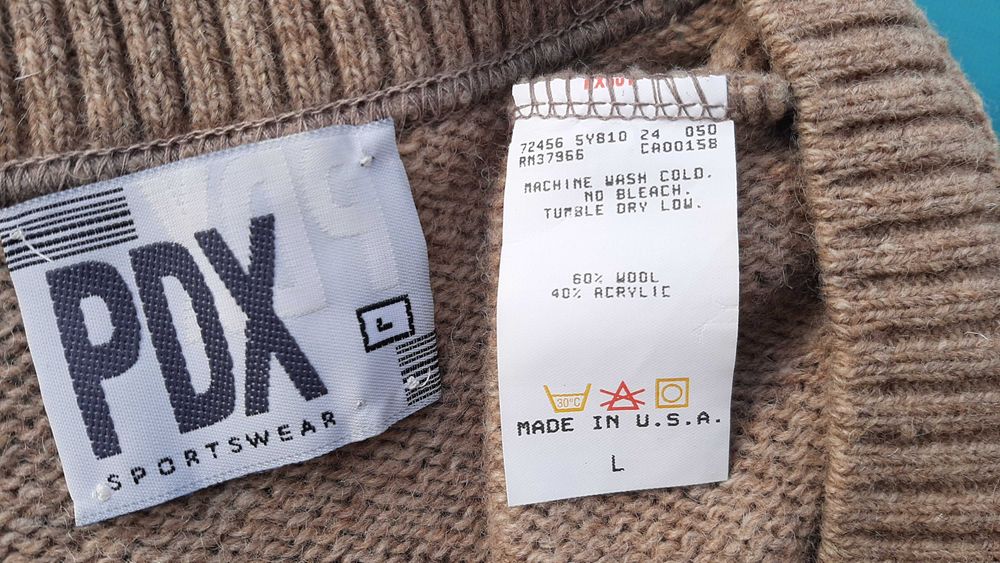 PDX
L
SPORTSWEAR
72456 5Y810 24 050
RN37966 CA00158
MACHINE WASH COLD.
NO BLEACH.
TUMBLE DRY LOW.
60% WOOL
40% ACRYLIC
30°C
MADE IN U.S.A.
L